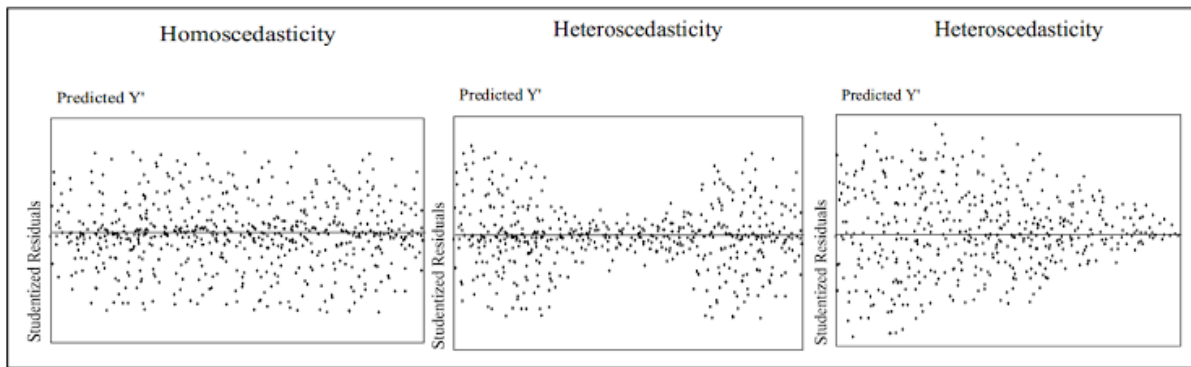 Homoscedasticity
Predicted Y'
Studentized Residuals
Heteroscedasticity
Predicted Y'
Studentized Residuals
Heteroscedasticity
Predicted Y'
Studentized Residuals